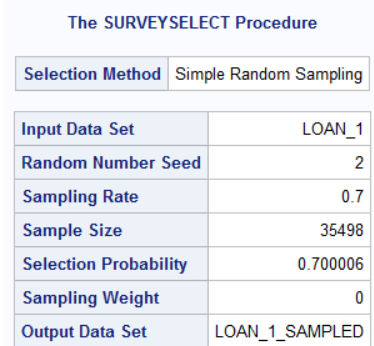 The SURVEYSELECT Procedure
Selection Method Simple Random Sampling
Input Data Set LOAN_1
Random Number Seed 2
Sampling Rate 0.7
Sample Size 35498
Selection Probability 0.700006
Sampling Weight 0
Output Data Set LOAN_1_SAMPLED